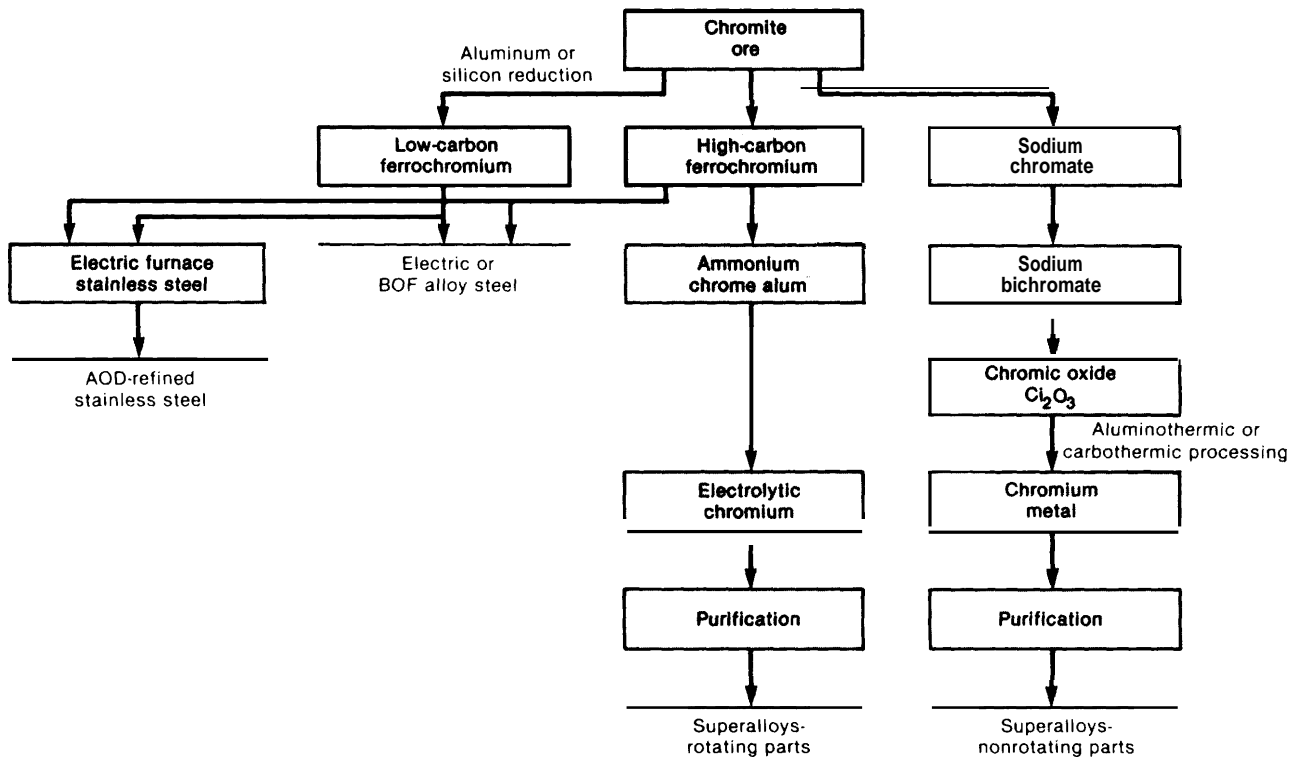 Chromite
ore
Aluminum or
silicon reduction
Low-carbon
ferrochromium
High-carbon
ferrochromium
Sodium
chromate
Electric furnace
stainless steel
Electric or
BOF alloy steel
Ammonium
chrome alum
Sodium
bichromate
AOD-refined
stainless steel
Chromic oxide
Ci₂O₃
Aluminothermic or
carbothermic processing
Electrolytic
chromium
Chromium
metal
Purification
Purification
Superalloys-
rotating parts
Superalloys-
nonrotating parts